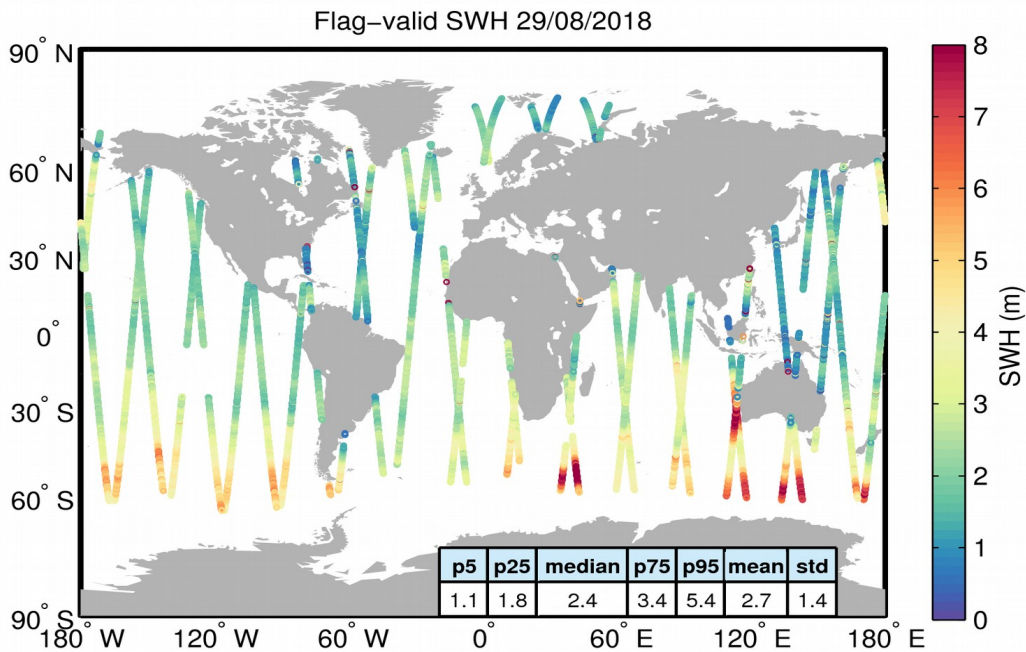 Flag−valid SWH 29/08/2018
90° N
60° N
30° N
0°
30° S
60° S
90° S
180° W
120° W
60° W
0°
60° E
120° E
180° E
8
7
6
5
4
3
2
1
0
SWH (m)
p5 p25 median p75 p95 mean std
1.1 1.8 2.4 3.4 5.4 2.7 1.4